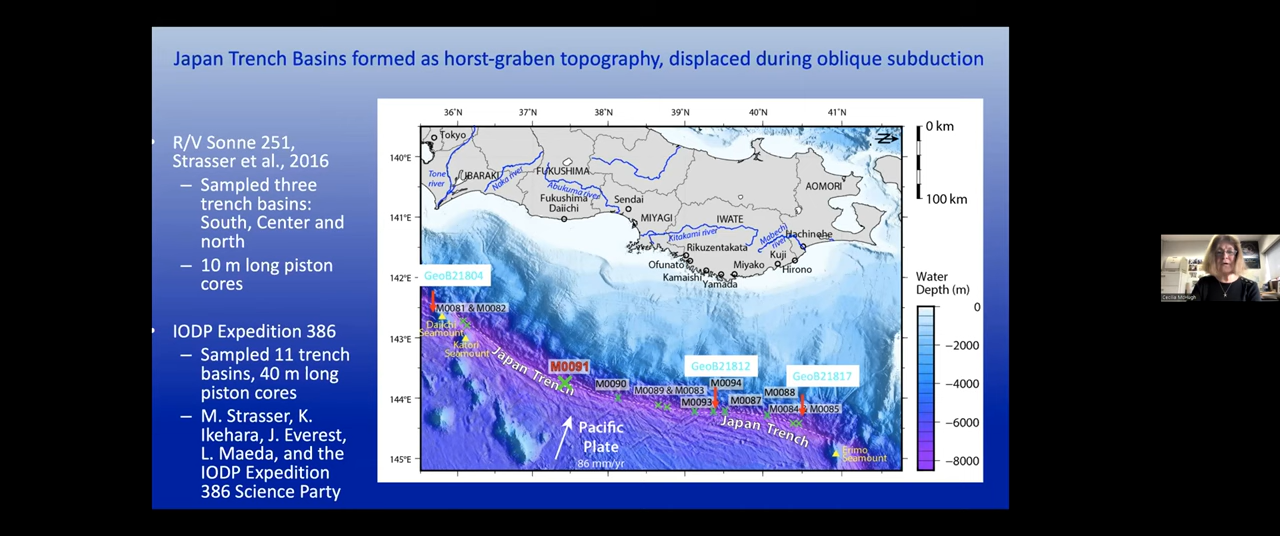 Japan Trench Basins formed as horst-graben topography, displaced during oblique subduction
R/V Sonne 251,
Strasser et al., 2016
– Sampled three
trench basins:
South, Center and
north
– 10 m long piston
cores
IODP Expedition 386
– Sampled 11 trench
basins, 40 m long
piston cores
– M. Strasser, K.
Ikehara, J. Everest,
L. Maeda, and the
IODP Expedition
386 Science Party
36°N
37°N
38°N
39°N
40°N
41°N
140°E
141°E
142°E
143°E
144°E
145°E
Tokyo
Tone
river
IBARAKI
Naka river
FUKUSHIMA
Abukuma river
Fukushima
Daiichi
Sendai
MIYAGI
IWATE
Kitakami river
Rikuzentakata
Ofunato
Kamaishi
Yamada
Miyako
Mabechi
river
Kuji
Hirono
Hachinohe
AOMORI
N
0 km
100 km
Water
Depth (m)
0
−2000
−4000
−6000
−8000
GeoB21804
M0081 & M0082
Daiichi
Seamount
Katori
Seamount
Japan Trench
M0091
M0090
M0089 & M0083
GeoB21812
M0094
M0093
M0087
GeoB21817
M0088
M0084 & M0085
Japan Trench
Erimo
Seamount
Pacific
Plate
86 mm/yr
Cecilia McHugh